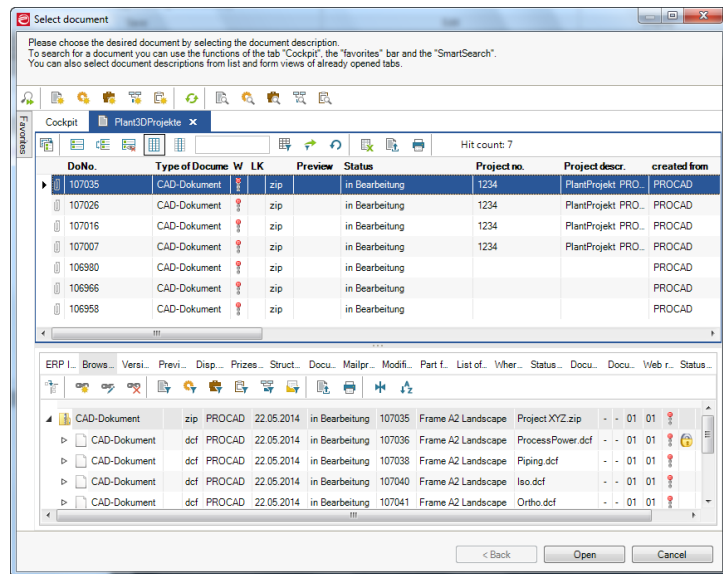 Select document
Please choose the desired document by selecting the document description.
To search for a document you can use the functions of the tab "Cockpit", the "favorites" bar and the "SmartSearch".
You can also select document descriptions from list and form views of already opened tabs.
Favorites
Cockpit Plant3DProjekte
Hit count: 7
DoNo. Type of Docume W LK Preview Status Project no. Project descr. created from
107035 CAD-Dokument zip in Bearbeitung 1234 PlantProjekt PRO... PROCAD
107026 CAD-Dokument zip in Bearbeitung 1234 PlantProjekt PRO... PROCAD
107016 CAD-Dokument zip in Bearbeitung 1234 PlantProjekt PRO... PROCAD
107007 CAD-Dokument zip in Bearbeitung 1234 PlantProjekt PRO... PROCAD
106980 CAD-Dokument zip in Bearbeitung PROCAD
106966 CAD-Dokument zip in Bearbeitung PROCAD
106958 CAD-Dokument zip in Bearbeitung PROCAD
ERP I... Brows... Versi... Previ... Disp... Prizes... Struct... Docu... Mailpr... Modifi... Part f... List of... Wher... Status... Docu... Docu... Web r... Status...
CAD-Dokument zip PROCAD 22.05.2014 in Bearbeitung 107035 Frame A2 Landscape Project XYZ.zip - - 01 01
CAD-Dokument dcf PROCAD 22.05.2014 in Bearbeitung 107036 Frame A2 Landscape ProcessPower.dcf - - 01 01
CAD-Dokument dcf PROCAD 22.05.2014 in Bearbeitung 107038 Frame A2 Landscape Piping.dcf - - 01 01
CAD-Dokument dcf PROCAD 22.05.2014 in Bearbeitung 107040 Frame A2 Landscape Iso.dcf - - 01 01
CAD-Dokument dcf PROCAD 22.05.2014 in Bearbeitung 107041 Frame A2 Landscape Ortho.dcf - - 01 01
< Back Open Cancel